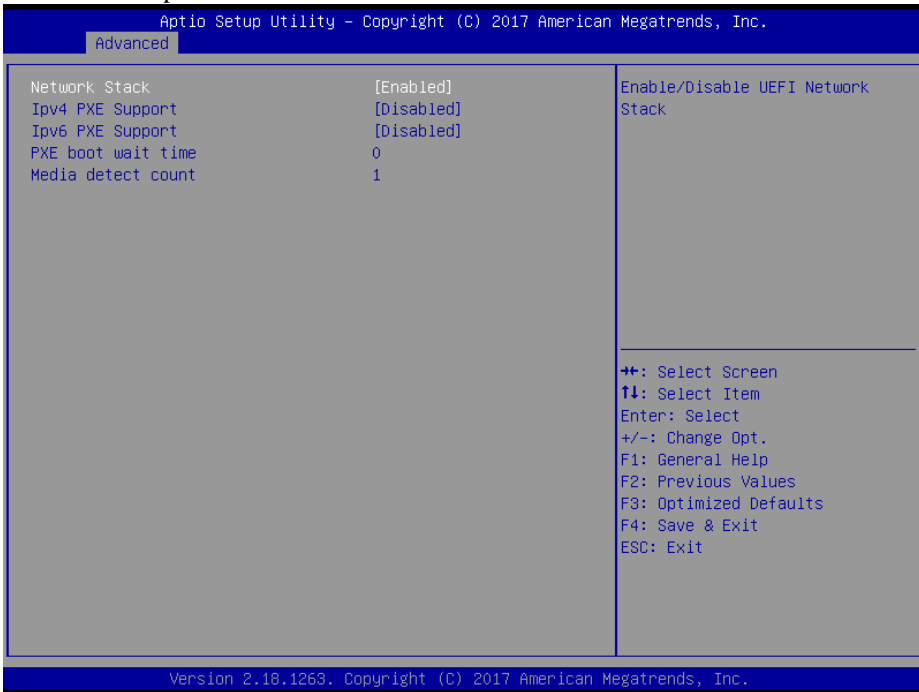 Aptio Setup Utility – Copyright (C) 2017 American Megatrends, Inc.
Advanced
Network Stack [Enabled]
Ipv4 PXE Support [Disabled]
Ipv6 PXE Support [Disabled]
PXE boot wait time 0
Media detect count 1
Enable/Disable UEFI Network
Stack
→←: Select Screen
↑↓: Select Item
Enter: Select
+/-: Change Opt.
F1: General Help
F2: Previous Values
F3: Optimized Defaults
F4: Save & Exit
ESC: Exit
Version 2.18.1263. Copyright (C) 2017 American Megatrends, Inc.